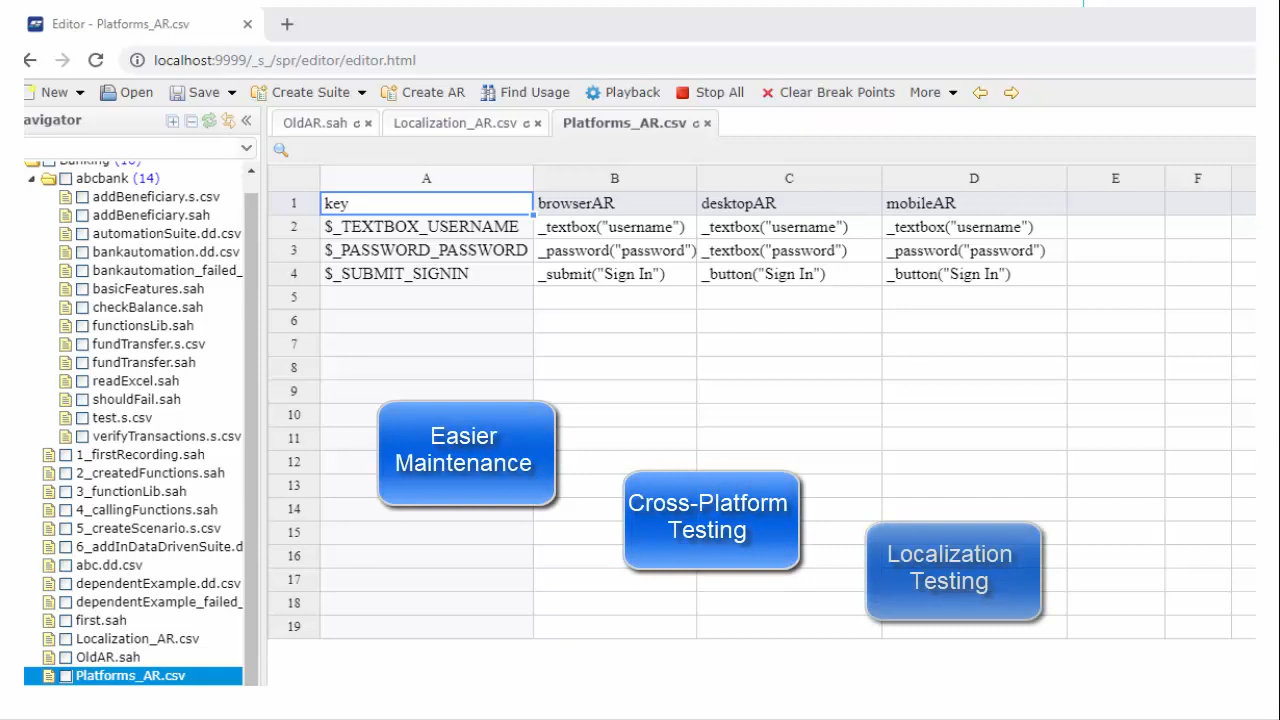 Editor - Platforms_AR.csv
localhost:9999/_s_/spr/editor/editor.html
New Open Save Create Suite Create AR Find Usage Playback Stop All Clear Break Points More
avigator
OldAR.sah Localization_AR.csv Platforms_AR.csv
Banking (16)
abcbank (14)
addBeneficiary.s.csv
addBeneficiary.sah
automationSuite.dd.csv
bankautomation.dd.csv
bankautomation_failed_
basicFeatures.sah
checkBalance.sah
functionsLib.sah
fundTransfer.s.csv
fundTransfer.sah
readExcel.sah
shouldFail.sah
test.s.csv
verifyTransactions.s.csv
1_firstRecording.sah
2_createdFunctions.sah
3_functionLib.sah
4_callingFunctions.sah
5_createScenario.s.csv
6_addInDataDrivenSuite.d
abc.dd.csv
dependentExample.dd.csv
dependentExample_failed_
first.sah
Localization_AR.csv
OldAR.sah
Platforms_AR.csv
A B C D E F
1 key browserAR desktopAR mobileAR
2 $_TEXTBOX_USERNAME _textbox("username") _textbox("username") _textbox("username")
3 $_PASSWORD_PASSWORD _password("password") _textbox("password") _password("password")
4 $_SUBMIT_SIGNIN _submit("Sign In") _button("Sign In") _button("Sign In")
5
6
7
8
9
10
11
12
13
14
15
16
17
18
19
Easier
Maintenance
Cross-Platform
Testing
Localization
Testing